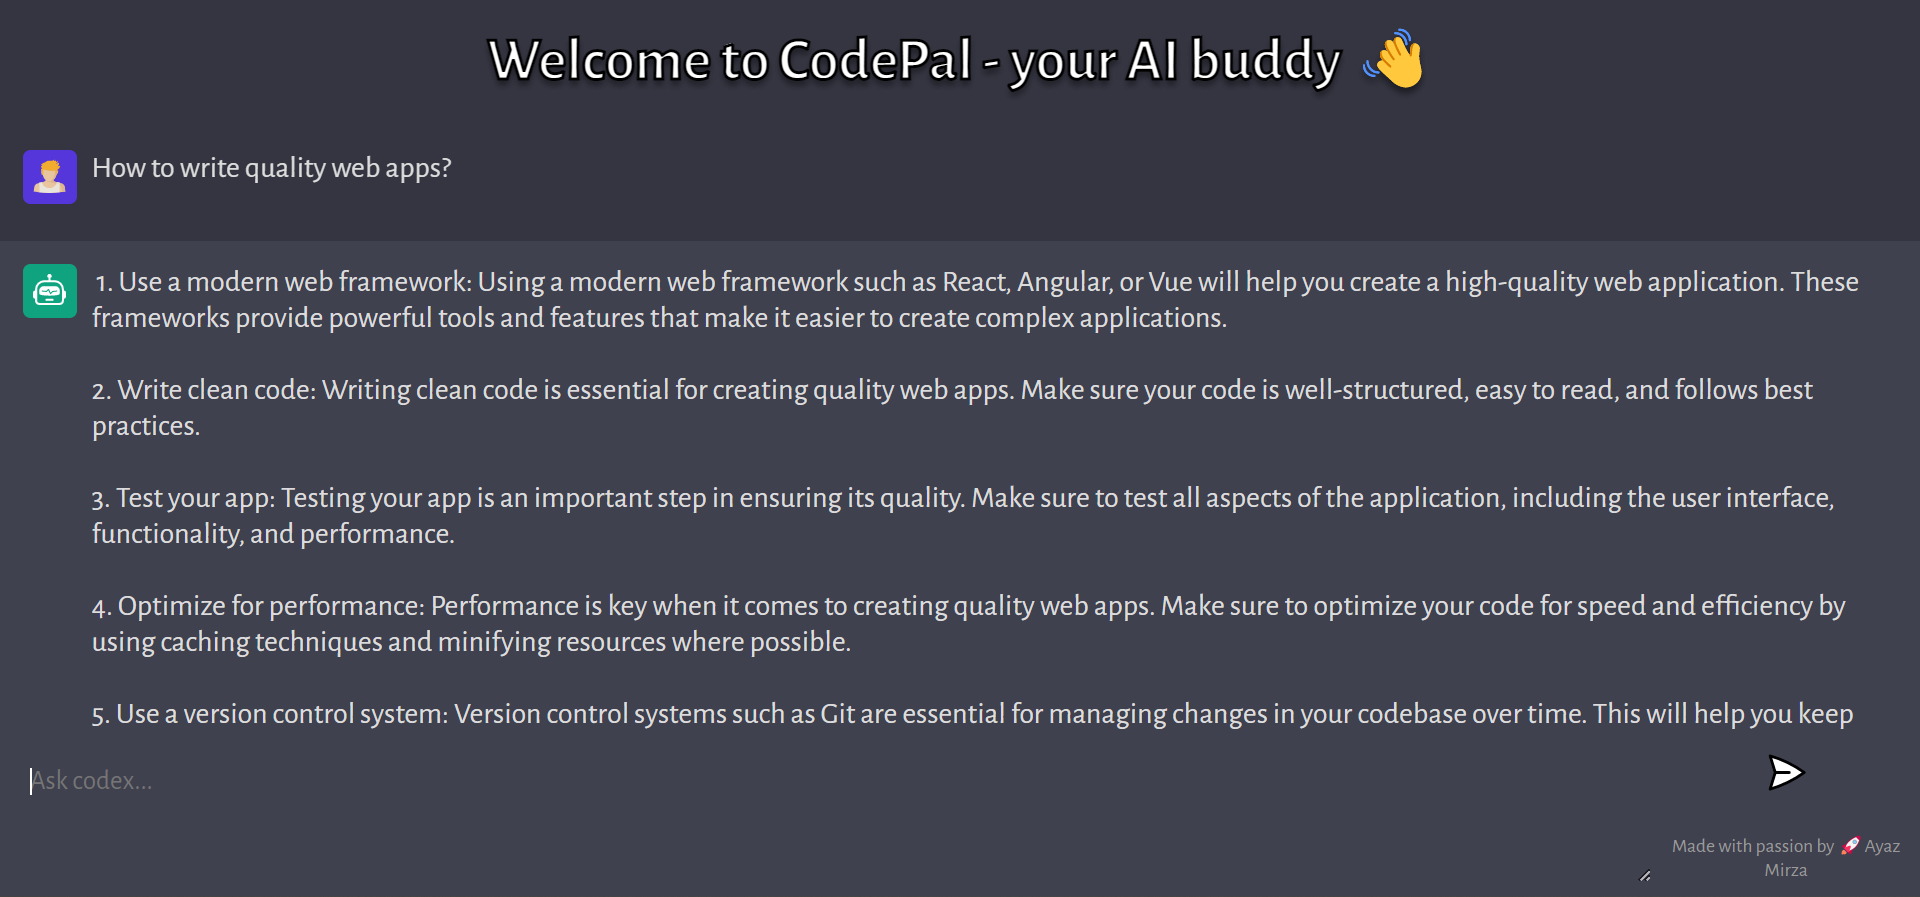 Welcome to CodePal - your AI buddy 👋
How to write quality web apps?
1. Use a modern web framework: Using a modern web framework such as React, Angular, or Vue will help you create a high-quality web application. These
frameworks provide powerful tools and features that make it easier to create complex applications.
2. Write clean code: Writing clean code is essential for creating quality web apps. Make sure your code is well-structured, easy to read, and follows best
practices.
3. Test your app: Testing your app is an important step in ensuring its quality. Make sure to test all aspects of the application, including the user interface,
functionality, and performance.
4. Optimize for performance: Performance is key when it comes to creating quality web apps. Make sure to optimize your code for speed and efficiency by
using caching techniques and minifying resources where possible.
5. Use a version control system: Version control systems such as Git are essential for managing changes in your codebase over time. This will help you keep
Ask codex...
Made with passion by 🚀 Ayaz
Mirza